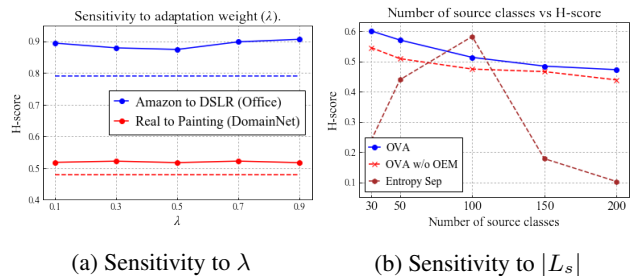 Sensitivity to adaptation weight (λ).
H-score
0.9
0.8
0.7
0.6
0.5
0.4
Amazon to DSLR (Office)
Real to Painting (DomainNet)
0.1 0.3 0.5 0.7 0.9
λ
(a) Sensitivity to λ
Number of source classes vs H-score
H-score
0.6
0.5
0.4
0.3
0.2
0.1
OVA
OVA w/o OEM
Entropy Sep
30 50 100 150 200
Number of source classes
(b) Sensitivity to |Ls|